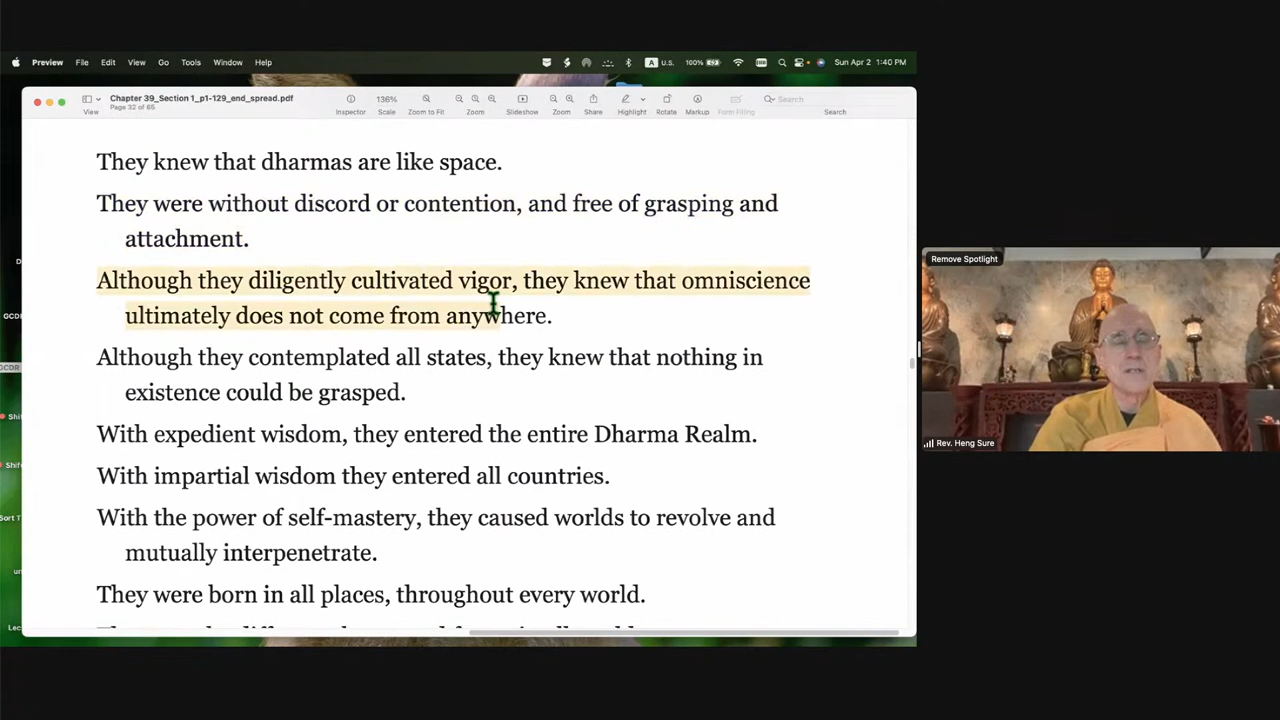 Preview File Edit View Go Tools Window Help A U.S. 100% Sun Apr 2 1:40 PM
Chapter 39_Section 1_p1-129_end_spread.pdf
Page 32 of 65
136% Search
View Inspector Scale Zoom to Fit Zoom Slideshow Zoom Share Highlight Rotate Markup Form Filling Search
They knew that dharmas are like space.
They were without discord or contention, and free of grasping and
attachment.
Although they diligently cultivated vigor, they knew that omniscience
ultimately does not come from anywhere.
Although they contemplated all states, they knew that nothing in
existence could be grasped.
With expedient wisdom, they entered the entire Dharma Realm.
With impartial wisdom they entered all countries.
With the power of self-mastery, they caused worlds to revolve and
mutually interpenetrate.
They were born in all places, throughout every world.
GCDR
Remove Spotlight
Rev. Heng Sure